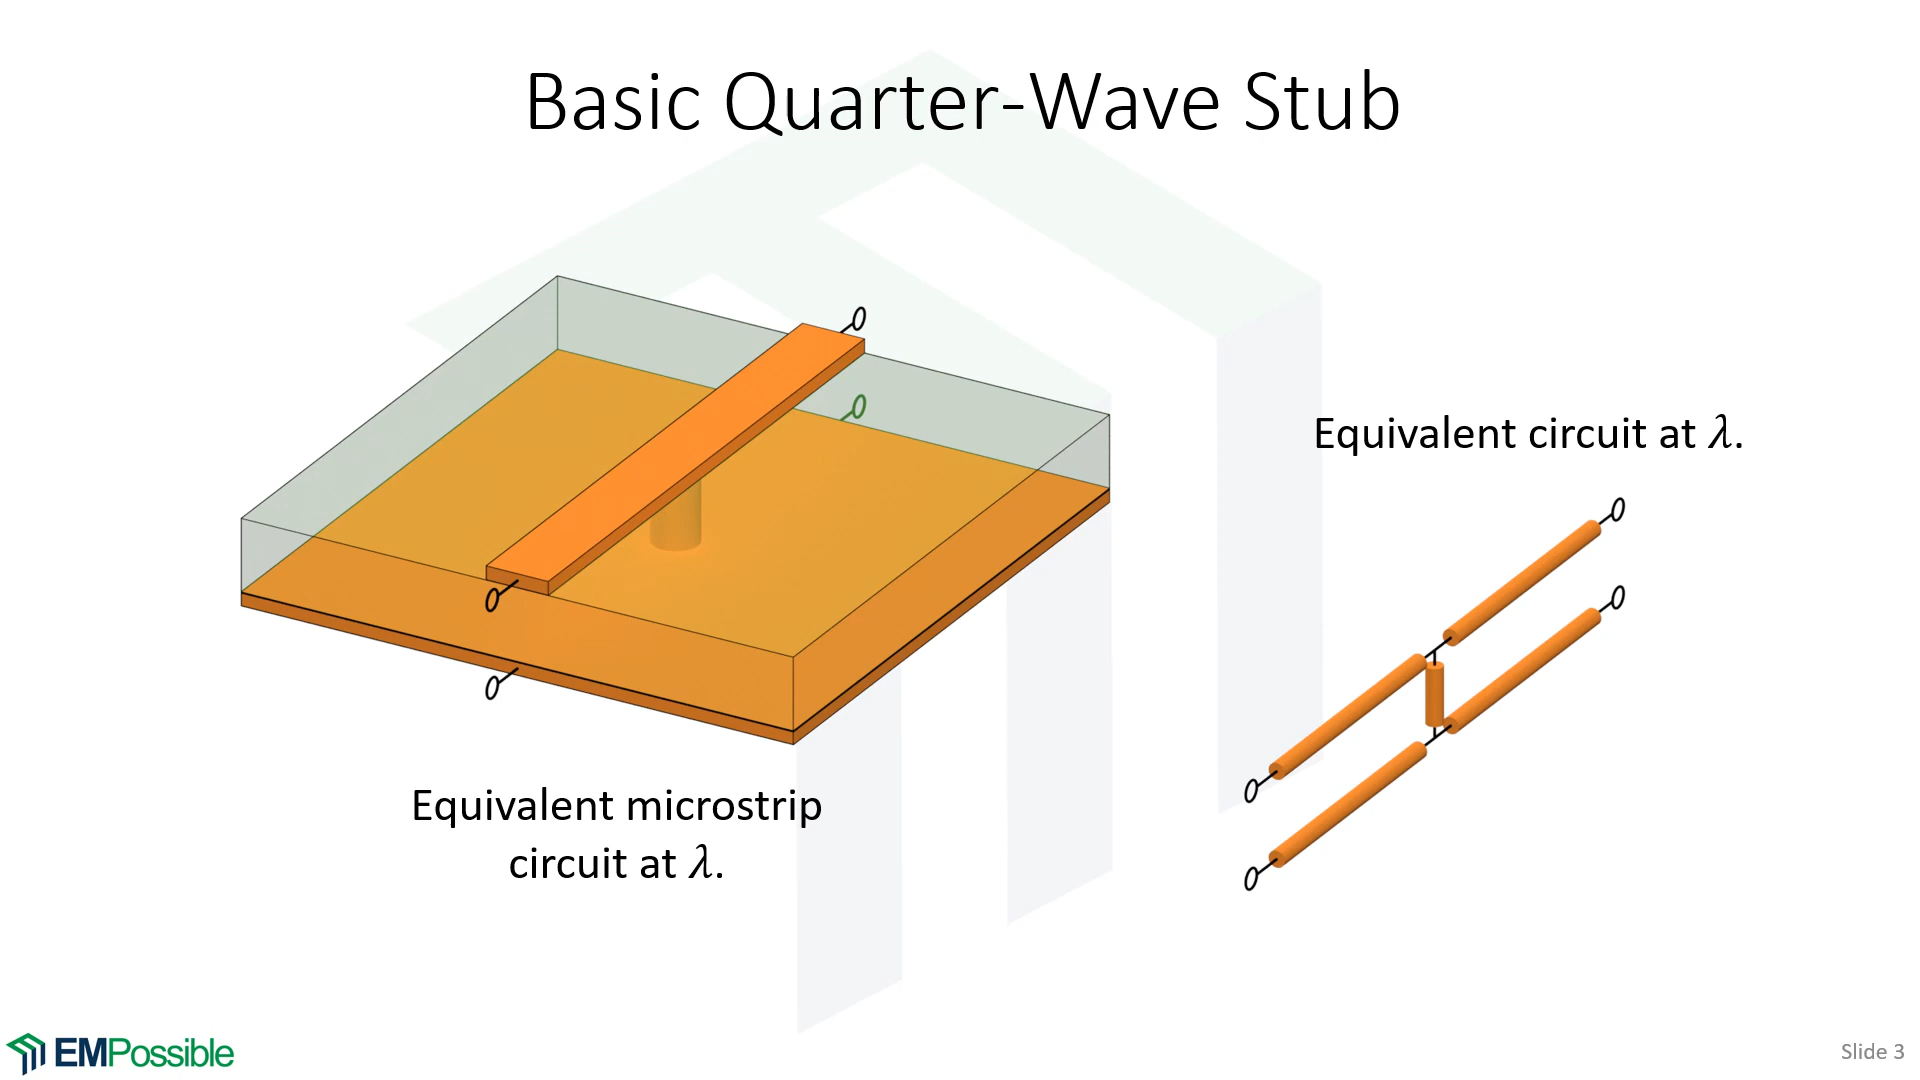 Basic Quarter-Wave Stub
Equivalent circuit at λ.
Equivalent microstrip
circuit at λ.
EMPossible
Slide 3